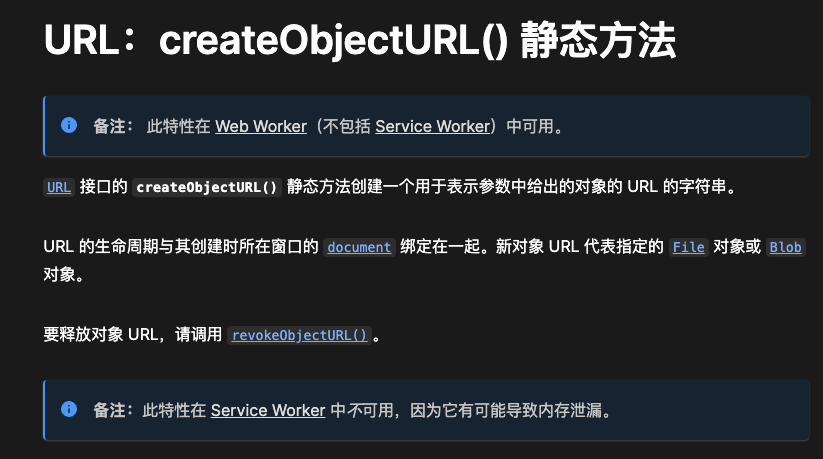 URL：createObjectURL() 静态方法
备注： 此特性在 Web Worker（不包括 Service Worker）中可用。
URL 接口的 createObjectURL() 静态方法创建一个用于表示参数中给出的对象的 URL 的字符串。
URL 的生命周期与其创建时所在窗口的 document 绑定在一起。新对象 URL 代表指定的 File 对象或 Blob
对象。
要释放对象 URL，请调用 revokeObjectURL()。
备注：此特性在 Service Worker 中不可用，因为它有可能导致内存泄漏。